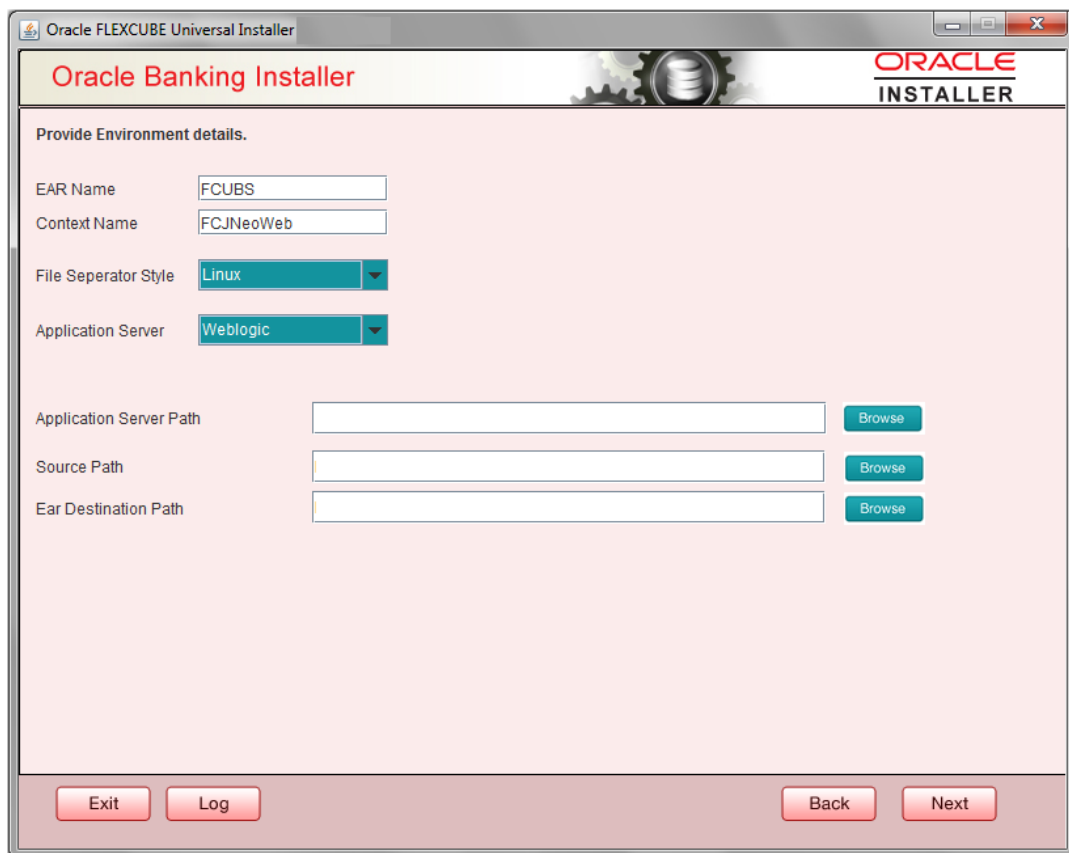 Oracle FLEXCUBE Universal Installer
Oracle Banking Installer
ORACLE
INSTALLER
Provide Environment details.
EAR Name FCUBS
Context Name FCJNeoWeb
File Seperator Style Linux
Application Server Weblogic
Application Server Path Browse
Source Path Browse
Ear Destination Path Browse
Exit Log Back Next